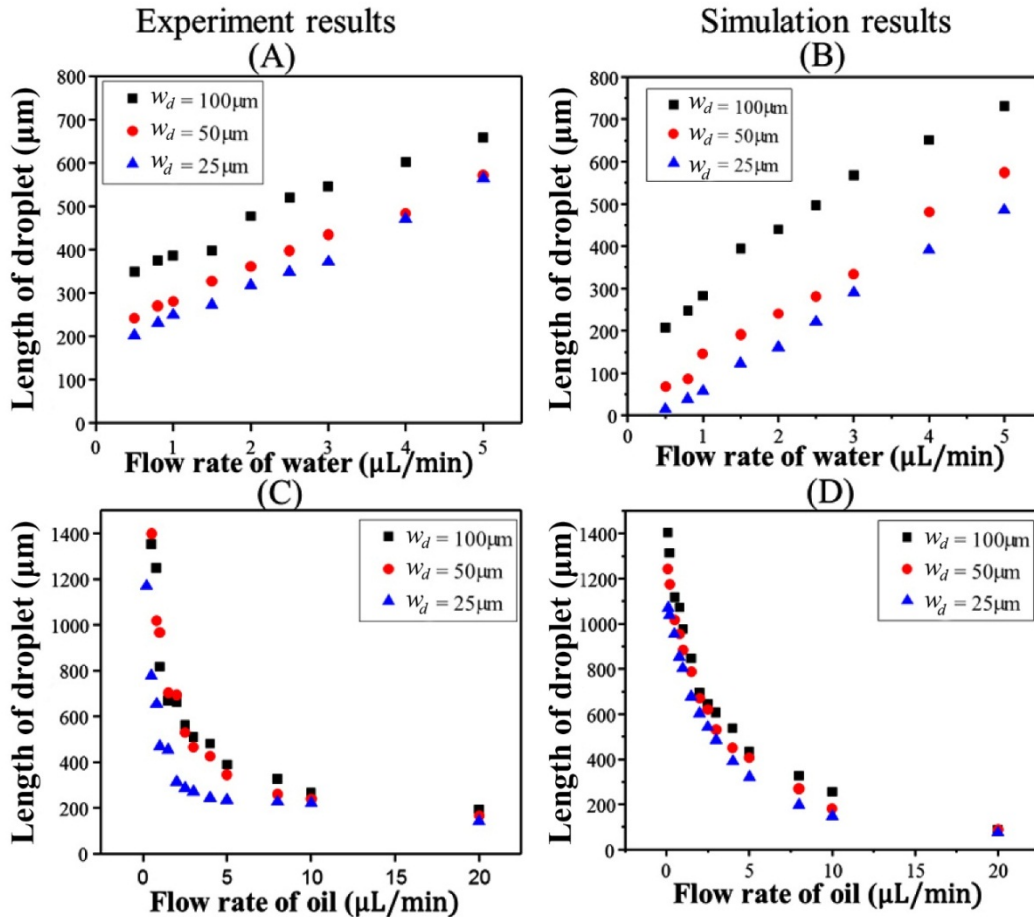 Experiment results
Simulation results
(A)
(B)
Length of droplet (μm)
800
700
600
500
400
300
200
100
0
w_d = 100μm
w_d = 50μm
w_d = 25μm
0 1 2 3 4 5
Flow rate of water (μL/min)
Length of droplet (μm)
800
700
600
500
400
300
200
100
0
w_d = 100μm
w_d = 50μm
w_d = 25μm
0 1 2 3 4 5
Flow rate of water (μL/min)
(C)
(D)
Length of droplet (μm)
1400
1200
1000
800
600
400
200
0
w_d = 100μm
w_d = 50μm
w_d = 25μm
0 5 10 15 20
Flow rate of oil (μL/min)
Length of droplet (μm)
1400
1200
1000
800
600
400
200
0
w_d = 100μm
w_d = 50μm
w_d = 25μm
0 5 10 15 20
Flow rate of oil (μL/min)